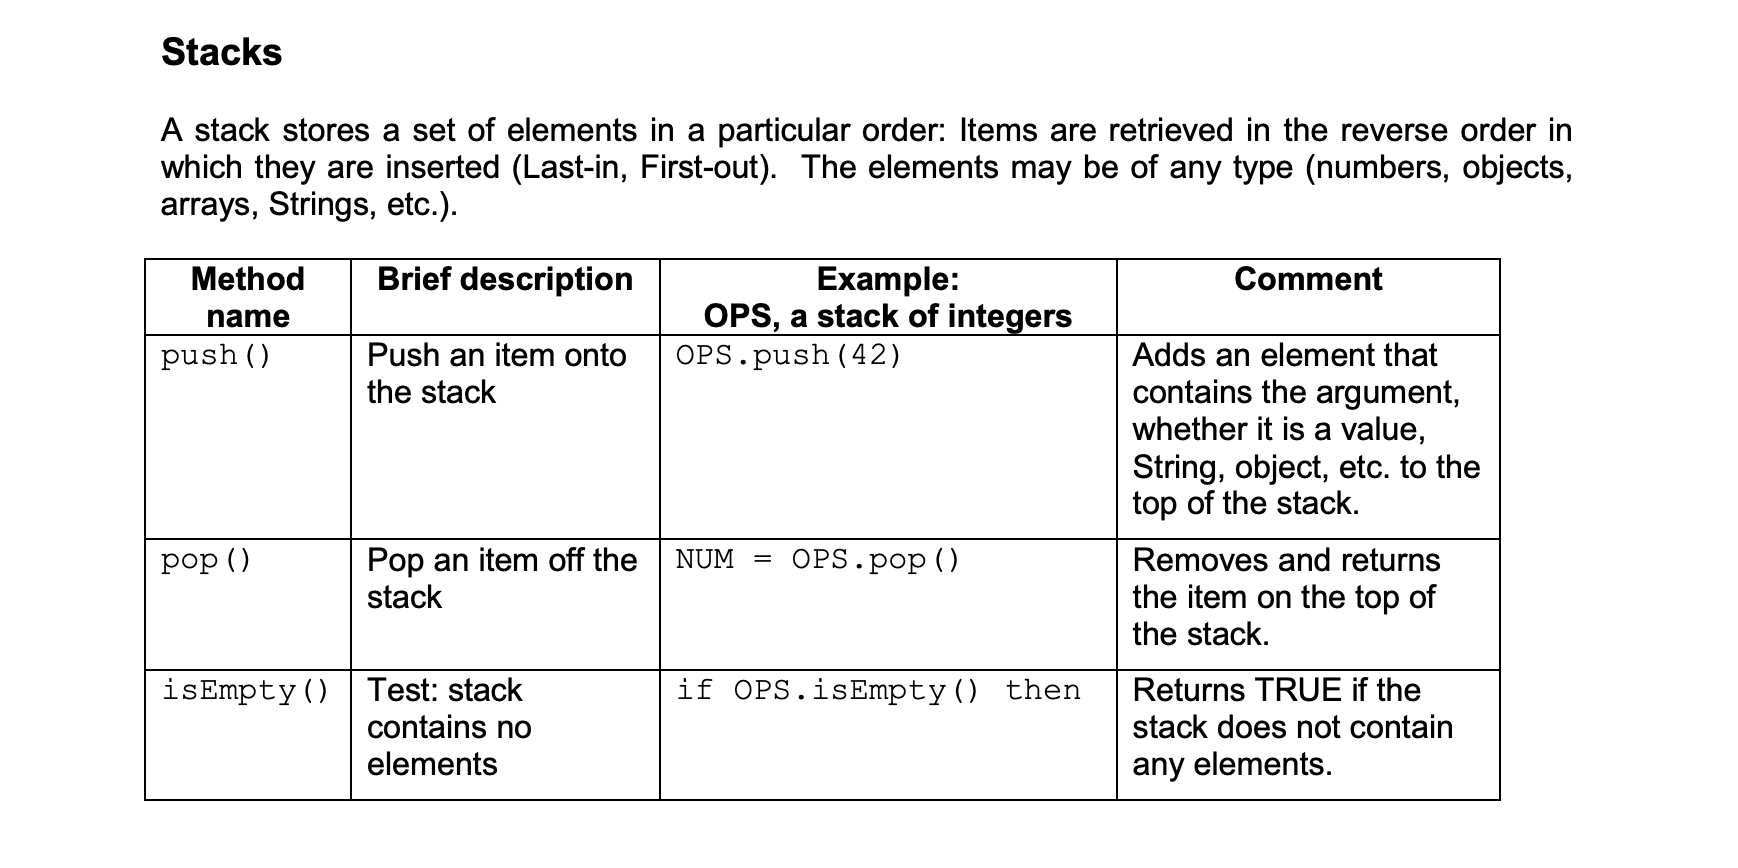 Stacks
A stack stores a set of elements in a particular order: Items are retrieved in the reverse order in
which they are inserted (Last-in, First-out).  The elements may be of any type (numbers, objects,
arrays, Strings, etc.).
Method name
Brief description
Example:
OPS, a stack of integers
Comment
push()
Push an item onto
the stack
OPS.push(42)
Adds an element that
contains the argument,
whether it is a value,
String, object, etc. to the
top of the stack.
pop()
Pop an item off the
stack
NUM = OPS.pop()
Removes and returns
the item on the top of
the stack.
isEmpty()
Test: stack
contains no
elements
if OPS.isEmpty() then
Returns TRUE if the
stack does not contain
any elements.